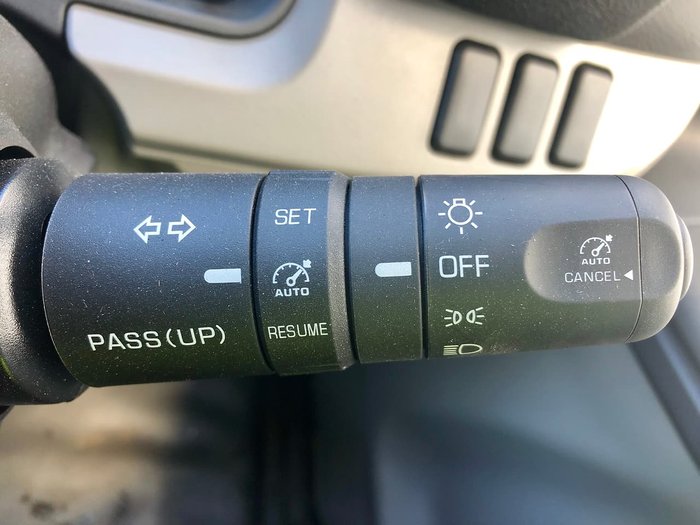 PASS(UP)
SET
AUTO
RESUME
OFF
AUTO
CANCEL